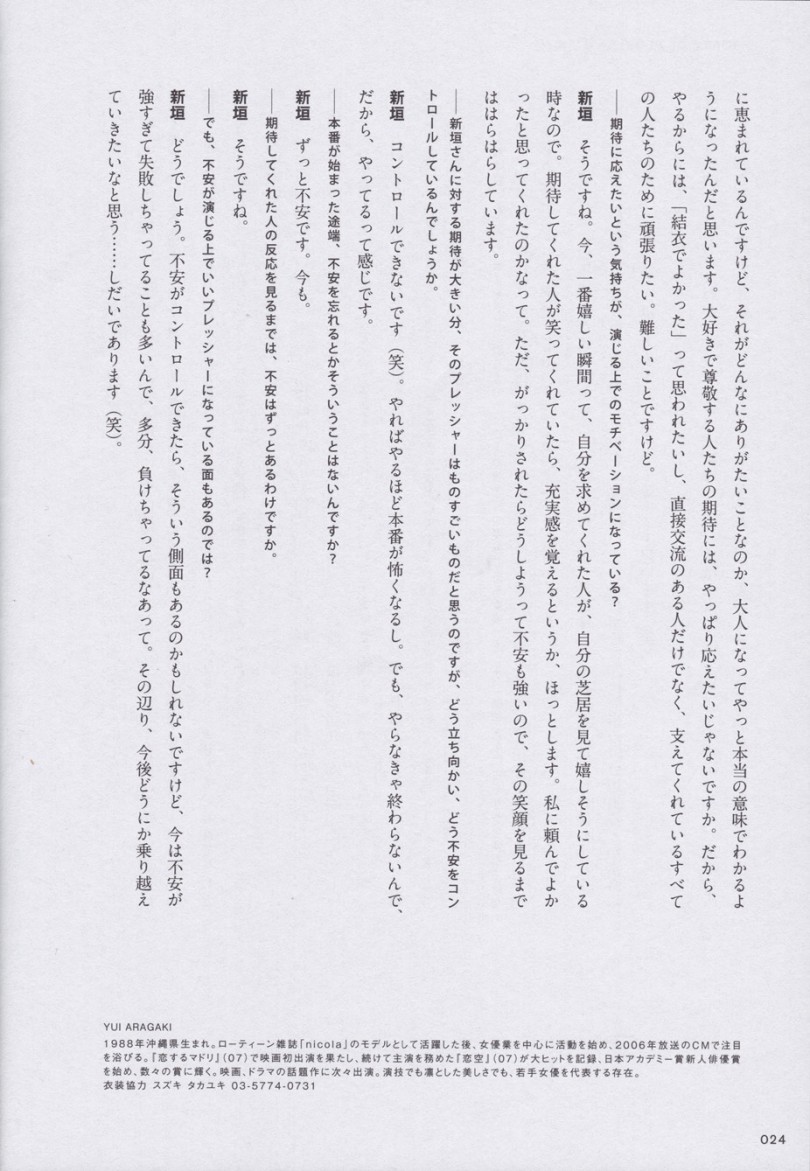 に恵まれているんですけど、それがどんなにありがたいことなのか、大人になってやっと本当の意味でわかるよ
うになったんだと思います。大好きで尊敬する人たちの期待には、やっぱり応えたいじゃないですか。だから、
やるからには、「結衣でよかった」って思われたいし、直接交流のある人だけでなく、支えてくれているすべて
の人たちのために頑張りたい。難しいことですけど。
――期待に応えたいという気持ちが、演じる上でのモチベーションになっている?
新垣 そうですね。今、一番嬉しい瞬間って、自分を求めてくれた人が、自分の芝居を見て嬉しそうにしている
時なので。期待してくれた人が笑ってくれていたら、充実感を覚えるというか、ほっとします。私に頼んでよか
ったと思ってくれたのかなって。ただ、がっかりされたらどうしようって不安も強いので、その笑顔を見るまで
ははらはらしています。
――新垣さんに対する期待が大きい分、そのプレッシャーはものすごいものだと思うのですが、どう立ち向かい、どう不安をコン
トロールしているんでしょうか。
新垣 コントロールできないです(笑)。やればやるほど本番が怖くなるし。でも、やらなきゃ終わらないんで、
だから、やってるって感じです。
――本番が始まった途端、不安を忘れるとかそういうことはないんですか?
新垣 ずっと不安です。今も。
――期待してくれた人の反応を見るまでは、不安はずっとあるわけですか。
新垣 そうですね。
――でも、不安が演じる上でいいプレッシャーになっている面もあるのでは?
新垣 どうでしょう。不安がコントロールできたら、そういう側面もあるのかもしれないですけど、今は不安が
強すぎて失敗しちゃってることも多いんで、多分、負けちゃってるなあって。その辺り、今後どうにか乗り越え
ていきたいなと思う……しだいであります(笑)。
YUI ARAGAKI
1988年沖縄県生まれ。ローティーン雑誌「nicola」のモデルとして活躍した後、女優業を中心に活動を始め、2006年放送のCMで注目
を浴びる。『恋するマドリ』(07)で映画初出演を果たし、続けて主演を務めた『恋空』(07)が大ヒットを記録、日本アカデミー賞新人俳優賞
を始め、数々の賞に輝く。映画、ドラマの話題作に次々出演。演技でも凛とした美しさでも、若手女優を代表する存在。
衣装協力 スズキ タカユキ 03-5774-0731
024